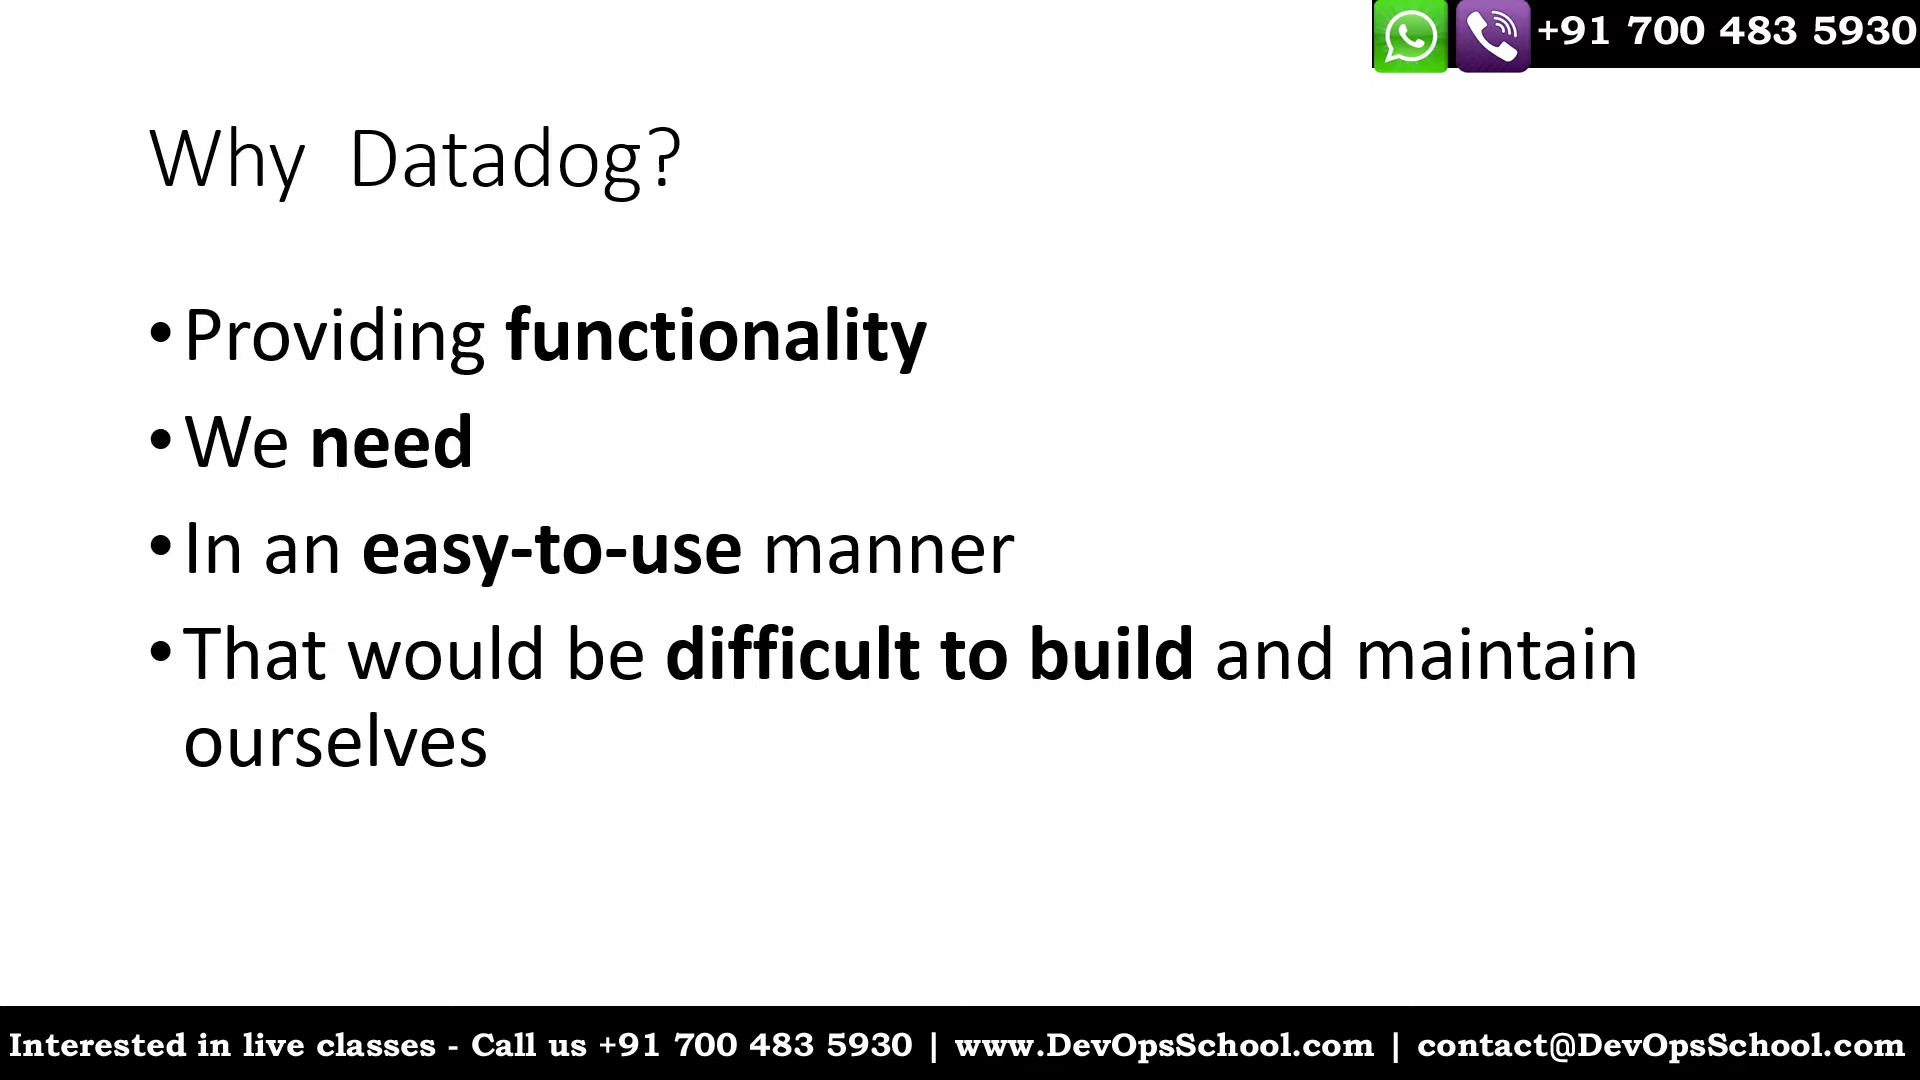 +91 700 483 5930
Why Datadog?
•Providing functionality
•We need
•In an easy-to-use manner
•That would be difficult to build and maintain
ourselves
Interested in live classes - Call us +91 700 483 5930 | www.DevOpsSchool.com | contact@DevOpsSchool.com